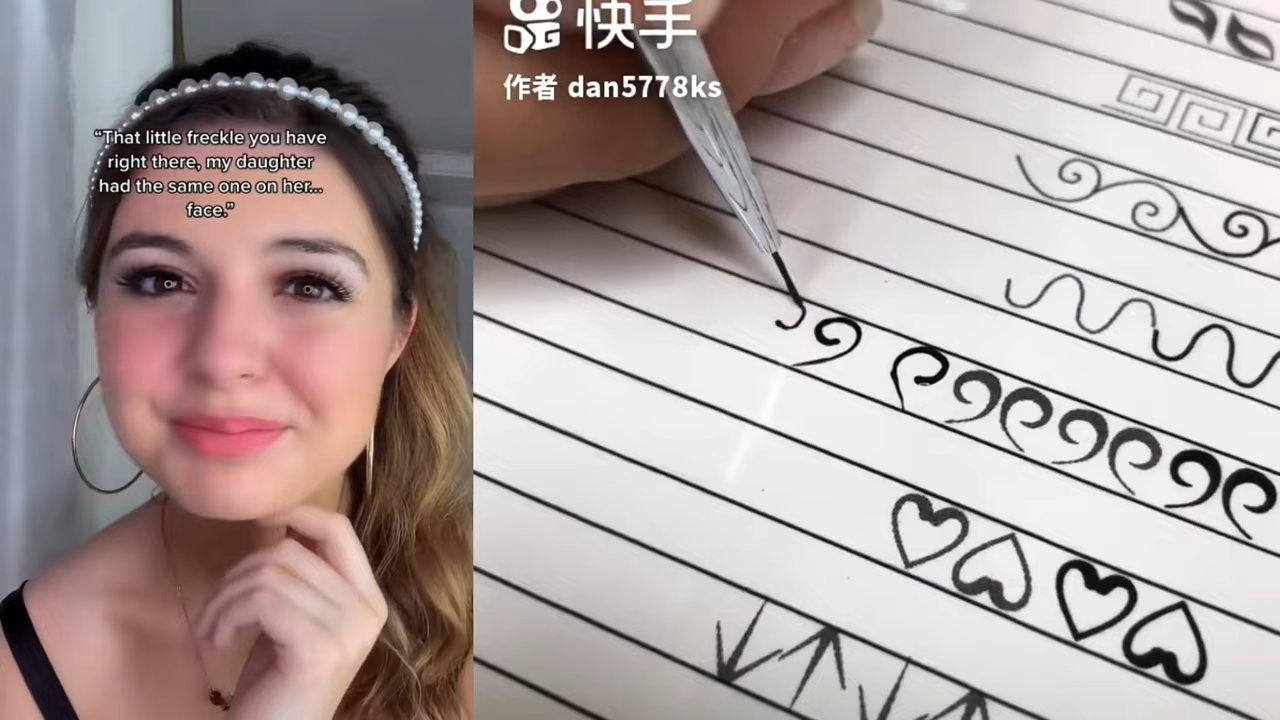 “That little freckle you have
right there, my daughter
had the same one on her...
face.”
快手
作者 dan5778ks